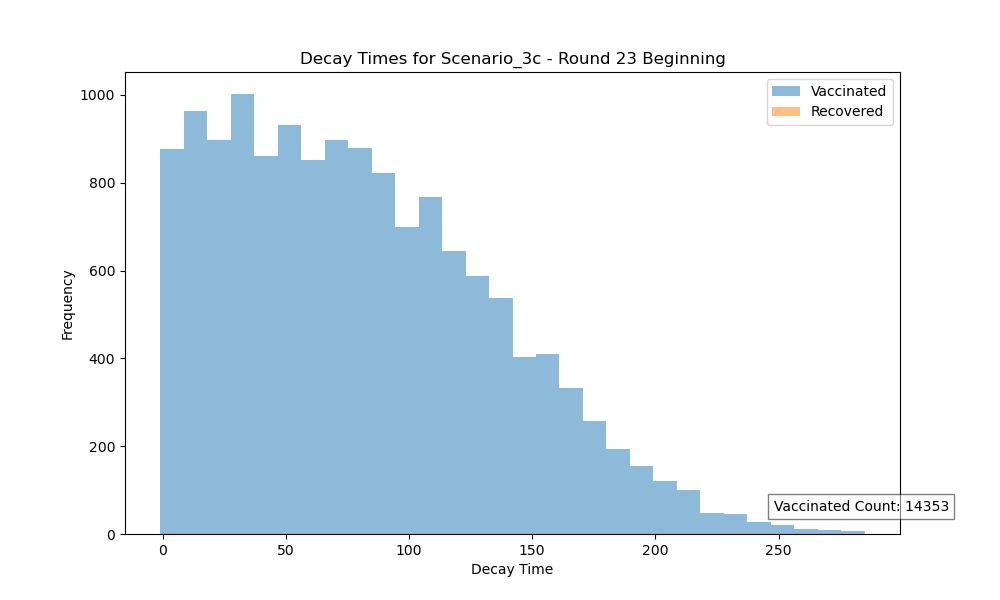 Decay Times for Scenario_3c - Round 23 Beginning
Vaccinated
Recovered
1000
800
600
400
200
0
Frequency
Vaccinated Count: 14353
0 50 100 150 200 250
Decay Time